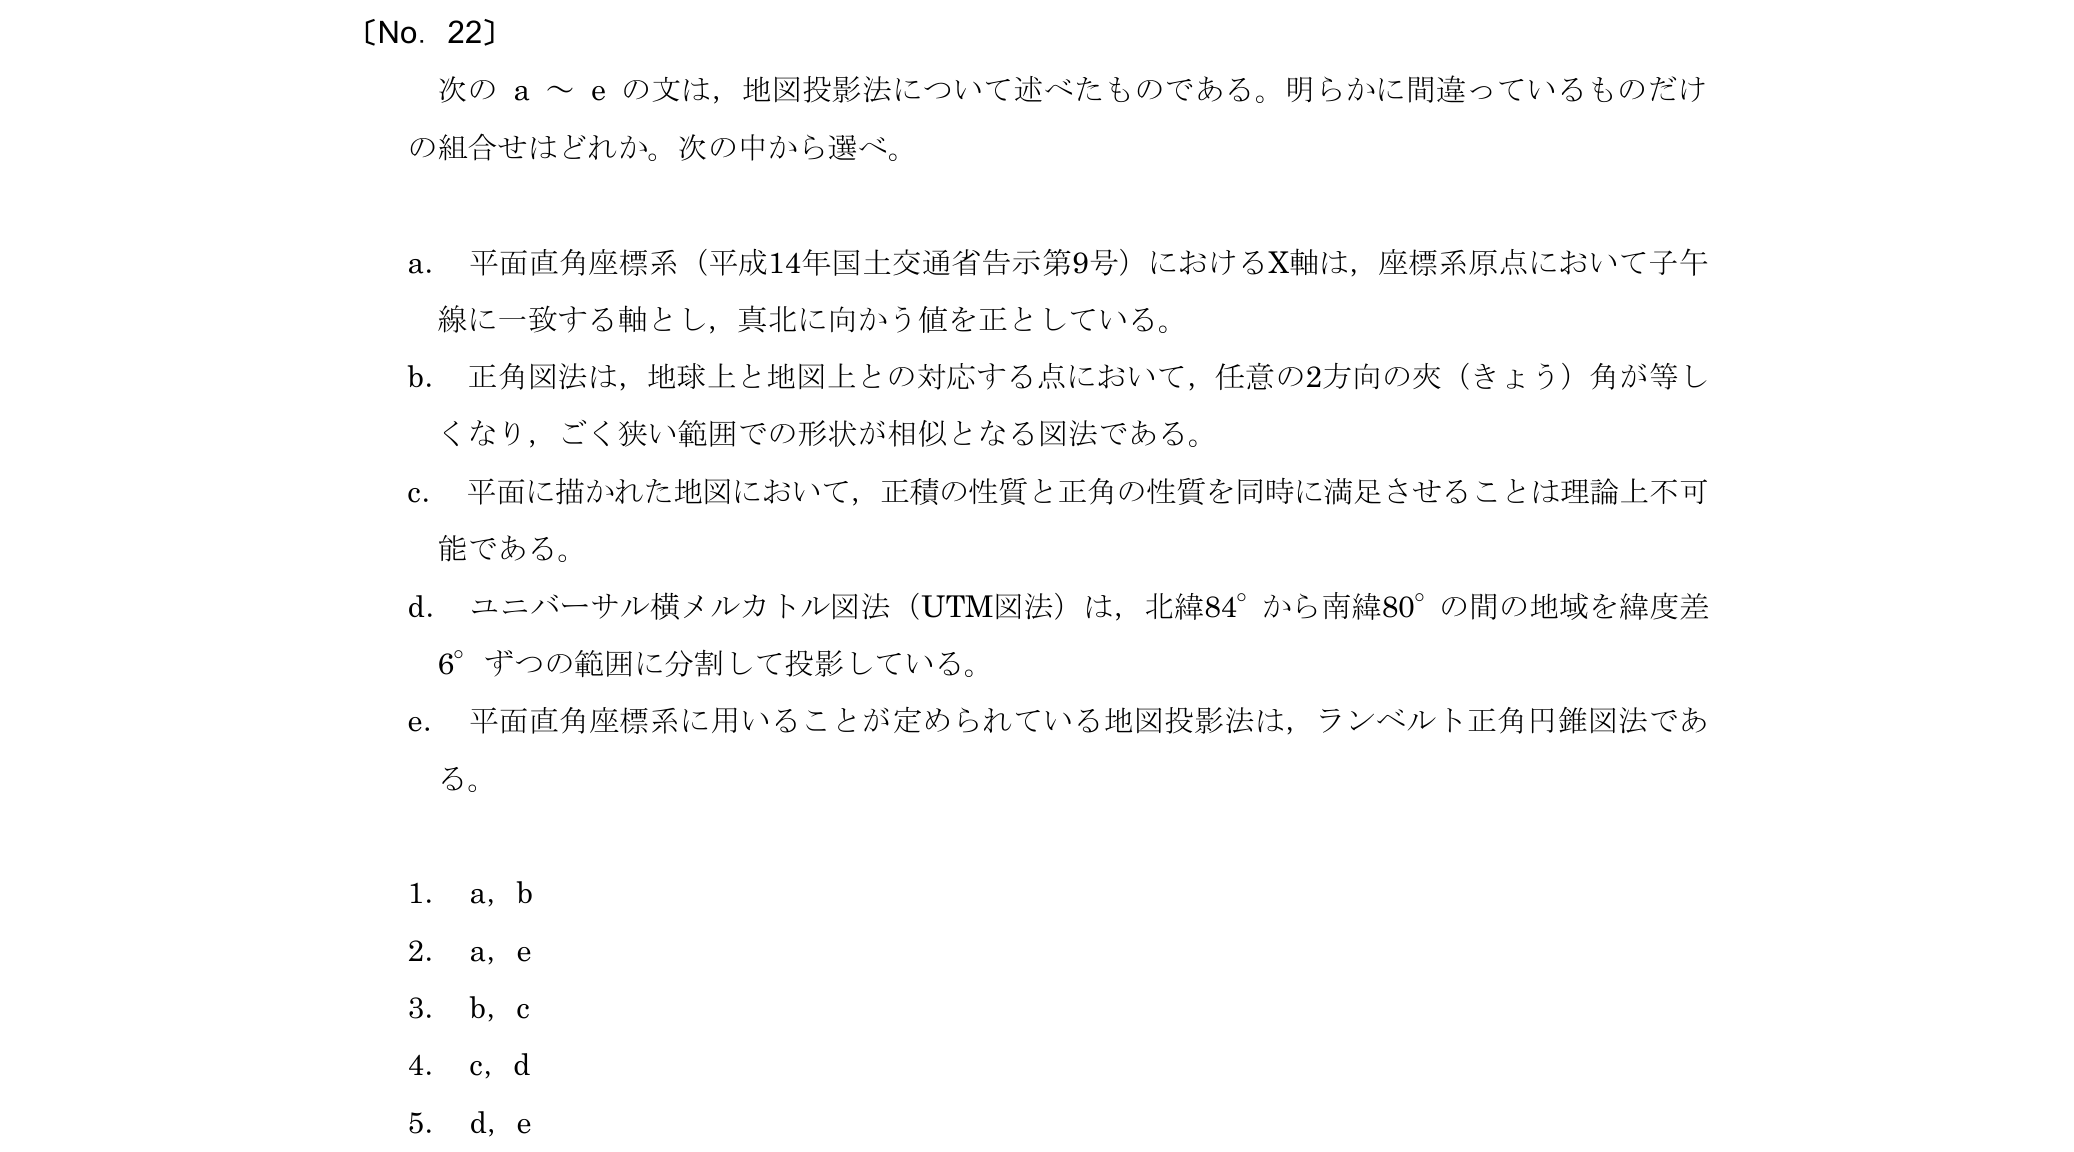 〔No. 22〕
次の a ～ e の文は，地図投影法について述べたものである。明らかに間違っているものだけ
の組合せはどれか。次の中から選べ。
a. 平面直角座標系（平成14年国土交通省告示第9号）におけるX軸は，座標系原点において子午
線に一致する軸とし，真北に向かう値を正としている。
b. 正角図法は，地球上と地図上との対応する点において，任意の2方向の夾（きょう）角が等し
くなり，ごく狭い範囲での形状が相似となる図法である。
c. 平面に描かれた地図において，正積の性質と正角の性質を同時に満足させることは理論上不可
能である。
d. ユニバーサル横メルカトル図法（UTM図法）は，北緯84°から南緯80°の間の地域を緯度差
6°ずつの範囲に分割して投影している。
e. 平面直角座標系に用いることが定められている地図投影法は，ランベルト正角円錐図法であ
る。
1. a，b
2. a，e
3. b，c
4. c，d
5. d，e